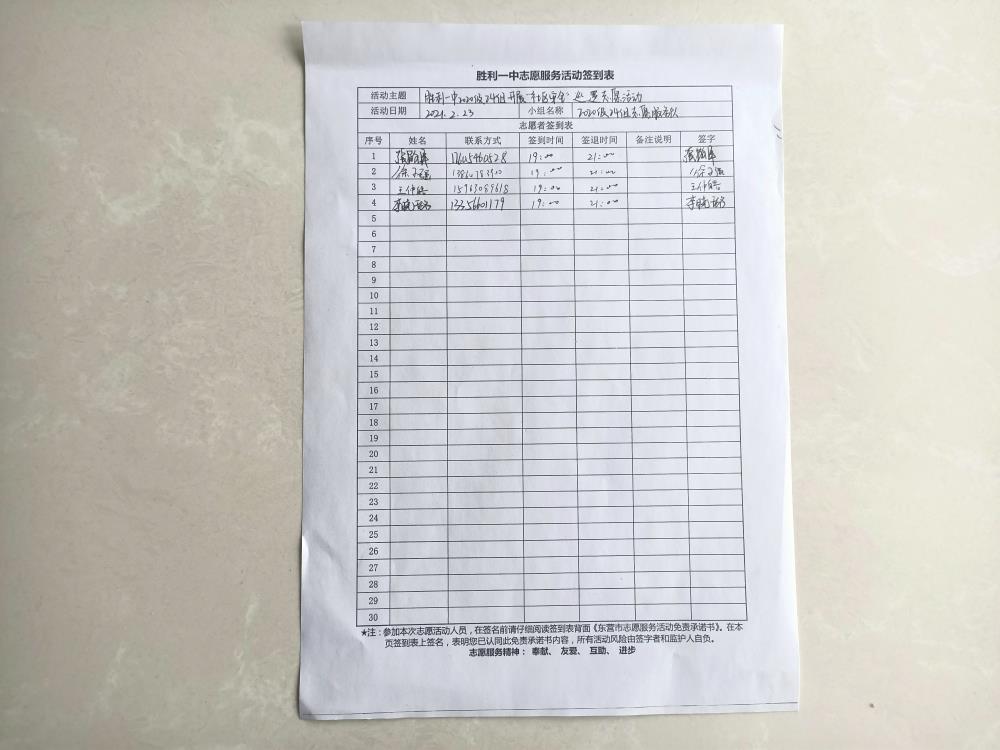 胜利一中志愿服务活动签到表
活动主题 胜利一中2020级24班开展"社区安全"巡逻志愿活动
活动日期 2021.2.23 小组名称 2020级24班志愿服务队
志愿者签到表
序号 姓名 联系方式 签到时间 签退时间 备注说明 签字
1 17605460528 19:00 21:00
2 19:00 21:00
3 王仲皓 15963089618 19:00 21:00 王仲皓
4 13356601179 19:00 21:00
5
6
7
8
9
10
11
12
13
14
15
16
17
18
19
20
21
22
23
24
25
26
27
28
29
30
★注:参加本次志愿活动人员,在签名前请仔细阅读签到表背面《东营市志愿服务活动免责承诺书》。在本
页签到表上签名,表明您已认同此免责承诺书内容,所有活动风险由签字者和监护人自负。
志愿服务精神: 奉献、 友爱、 互助、 进步